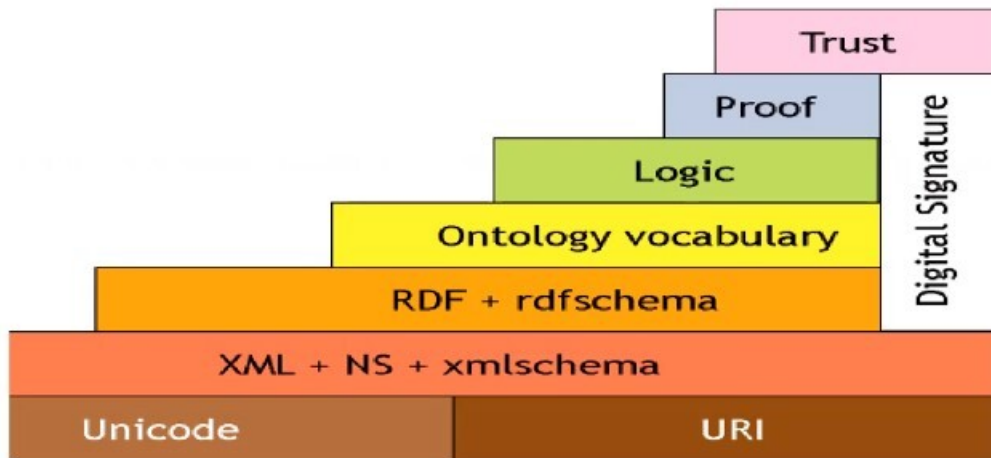 Trust
Proof
Logic
Ontology vocabulary
RDF + rdfschema
XML + NS + xmlschema
Unicode
URI
Digital Signature